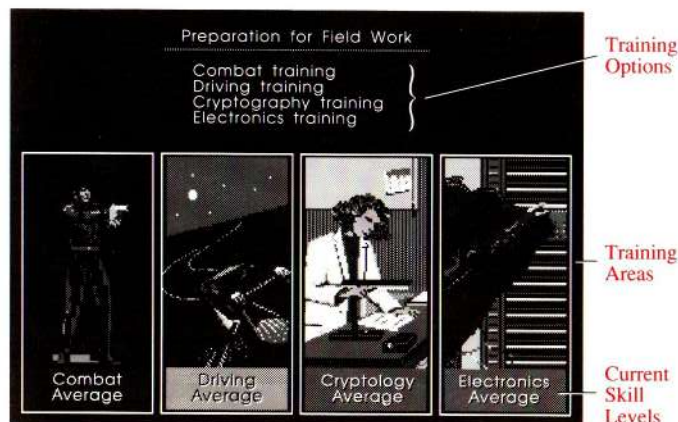 Preparation for Field Work
Combat training
Driving training
Cryptography training
Electronics training
Training
Options
Combat
Average
Driving
Average
Cryptology
Average
Electronics
Average
Training
Areas
Current
Skill
Levels